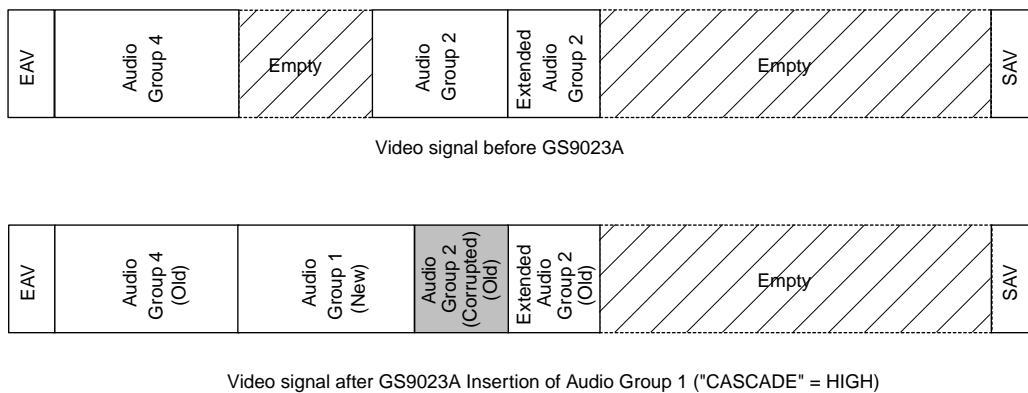 EAV
Audio
Group 4
Empty
Audio
Group 2
Extended
Audio
Group 2
Empty
SAV
Video signal before GS9023A
EAV
Audio
Group 4
(Old)
Audio
Group 1
(New)
Audio
Group 2
(Corrupted)
(Old)
Extended
Audio
Group 2
(Old)
Empty
SAV
Video signal after GS9023A Insertion of Audio Group 1 ("CASCADE" = HIGH)